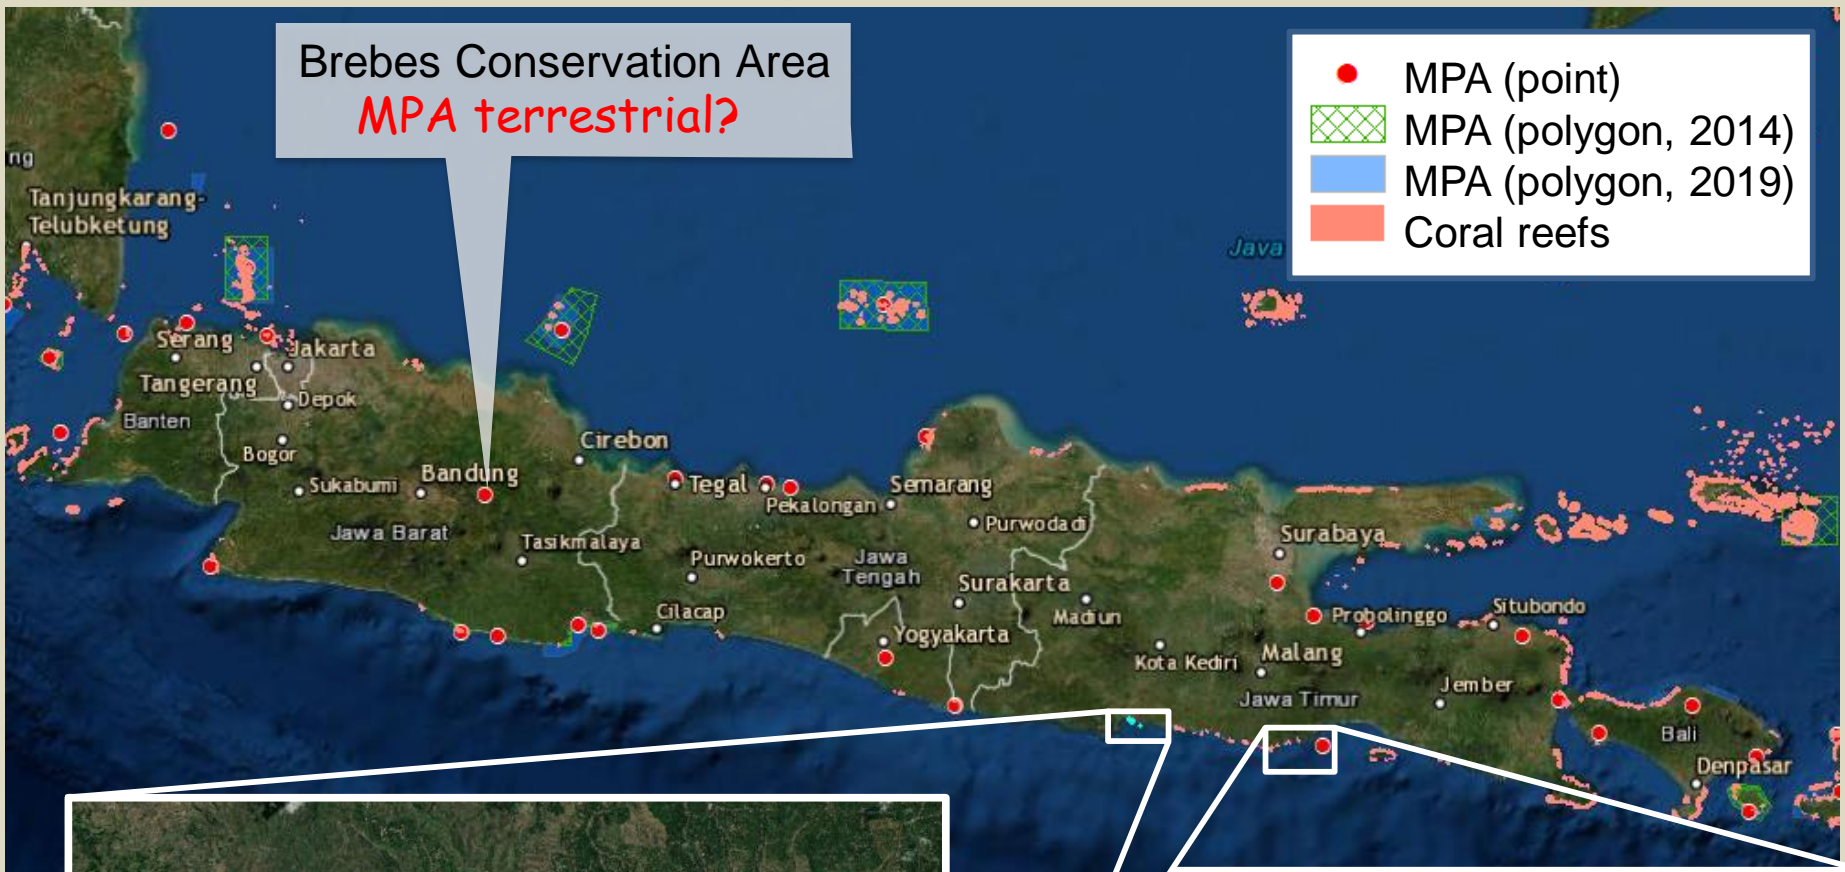 Brebes Conservation Area
MPA terrestrial?
MPA (point)
MPA (polygon, 2014)
MPA (polygon, 2019)
Coral reefs
ng
Tanjungkarang-
Telubketung
Java
Serang
Jakarta
Tangerang
Depok
Banten
Bogor
Cirebon
Sukabumi
Bandung
Tegal
Semarang
Pekalongan
Purwodadi
Jawa Barat
Tasikmalaya
Surabaya
Purwokerto
Jawa
Tengah
Surakarta
Cilacap
Madiun
Probolinggo
Situbondo
Yogyakarta
Kota Kediri
Malang
Jember
Jawa Timur
Bali
Denpasar